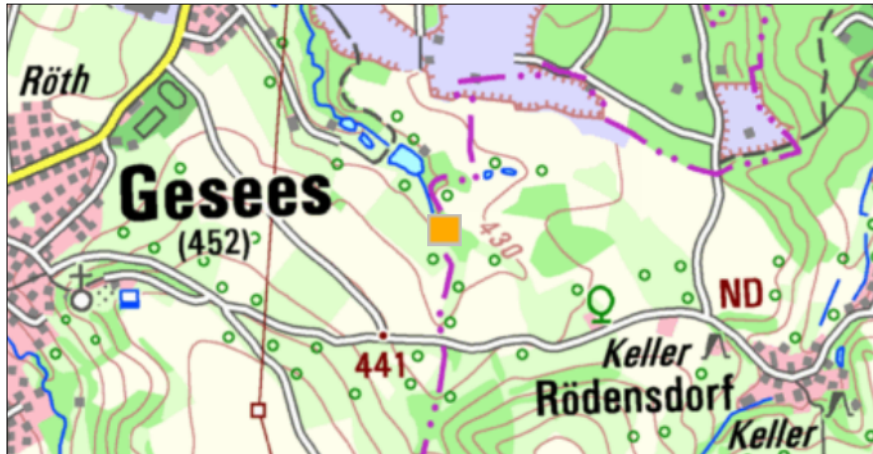 Röth
Gesees
(452)
430
ND
441
Keller
Rödensdorf
Keller